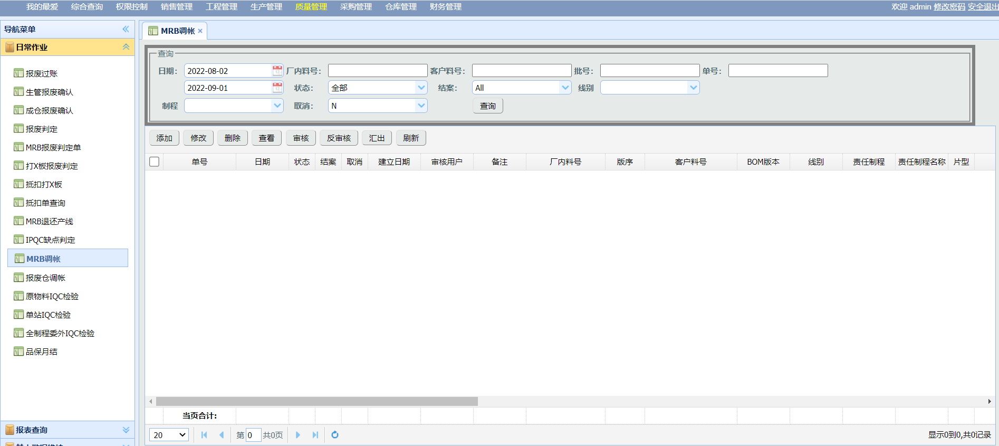 我的最爱 综合查询 权限控制 销售管理 工程管理 生产管理 质量管理 采购管理 仓库管理 财务管理 欢迎 admin 修改密码 安全退出
导航菜单
日常作业
报废过账
生管报废确认
成仓报废确认
报废判定
MRB报废判定单
打X板报废判定
抵扣打X板
抵扣单查询
MRB退还产线
IPQC缺点判定
MRB调帐
报废仓调帐
原物料IQC检验
单站IQC检验
全制程委外IQC检验
品保月结
报表查询
MRB调帐 ×
查询
日期: 2022-08-02 厂内料号: 客户料号: 批号: 单号:
2022-09-01 状态: 全部 结案: All 线别
制程 取消: N 查询
添加 修改 删除 查看 审核 反审核 汇出 刷新
单号 日期 状态 结案 取消 建立日期 审核用户 备注 厂内料号 版序 客户料号 BOM版本 线别 责任制程 责任制程名称 片型
当页合计:
20 第 0 共0页 显示0到0,共0记录